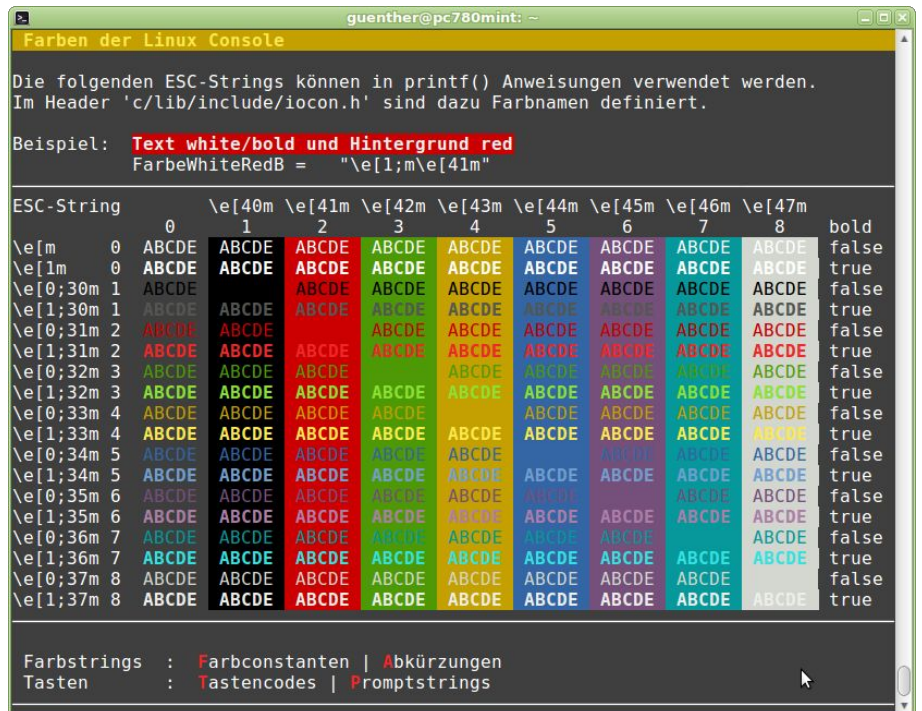 guenther@pc780mint: ~
Farben der Linux Console
Die folgenden ESC-Strings können in printf() Anweisungen verwendet werden.
Im Header 'c/lib/include/iocon.h' sind dazu Farbnamen definiert.
Beispiel: Text white/bold und Hintergrund red
FarbeWhiteRedB = "\e[1;m\e[41m"
ESC-String \e[40m \e[41m \e[42m \e[43m \e[44m \e[45m \e[46m \e[47m
0 1 2 3 4 5 6 7 8 bold
\e[m 0 ABCDE ABCDE ABCDE ABCDE ABCDE ABCDE ABCDE ABCDE ABCDE false
\e[1m 0 ABCDE ABCDE ABCDE ABCDE ABCDE ABCDE ABCDE ABCDE ABCDE true
\e[0;30m 1 ABCDE ABCDE ABCDE ABCDE ABCDE ABCDE ABCDE ABCDE false
\e[1;30m 1 ABCDE ABCDE ABCDE ABCDE ABCDE ABCDE ABCDE ABCDE ABCDE true
\e[0;31m 2 ABCDE ABCDE ABCDE ABCDE ABCDE ABCDE ABCDE ABCDE false
\e[1;31m 2 ABCDE ABCDE ABCDE ABCDE ABCDE ABCDE ABCDE ABCDE ABCDE true
\e[0;32m 3 ABCDE ABCDE ABCDE ABCDE ABCDE ABCDE ABCDE ABCDE false
\e[1;32m 3 ABCDE ABCDE ABCDE ABCDE ABCDE ABCDE ABCDE ABCDE ABCDE true
\e[0;33m 4 ABCDE ABCDE ABCDE ABCDE ABCDE ABCDE ABCDE ABCDE false
\e[1;33m 4 ABCDE ABCDE ABCDE ABCDE ABCDE ABCDE ABCDE ABCDE ABCDE true
\e[0;34m 5 ABCDE ABCDE ABCDE ABCDE ABCDE ABCDE ABCDE ABCDE false
\e[1;34m 5 ABCDE ABCDE ABCDE ABCDE ABCDE ABCDE ABCDE ABCDE ABCDE true
\e[0;35m 6 ABCDE ABCDE ABCDE ABCDE ABCDE ABCDE ABCDE ABCDE false
\e[1;35m 6 ABCDE ABCDE ABCDE ABCDE ABCDE ABCDE ABCDE ABCDE ABCDE true
\e[0;36m 7 ABCDE ABCDE ABCDE ABCDE ABCDE ABCDE ABCDE ABCDE false
\e[1;36m 7 ABCDE ABCDE ABCDE ABCDE ABCDE ABCDE ABCDE ABCDE ABCDE true
\e[0;37m 8 ABCDE ABCDE ABCDE ABCDE ABCDE ABCDE ABCDE ABCDE false
\e[1;37m 8 ABCDE ABCDE ABCDE ABCDE ABCDE ABCDE ABCDE ABCDE ABCDE true
Farbstrings : Farbconstanten | Abkürzungen
Tasten : Tastencodes | Promptstrings